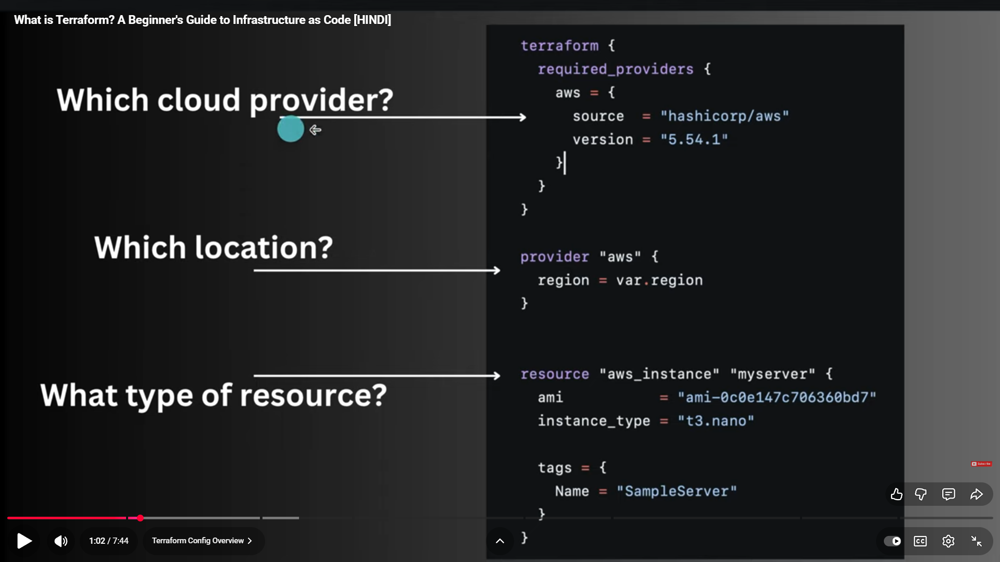 What is Terraform? A Beginner's Guide to Infrastructure as Code [HINDI]
Which cloud provider?
Which location?
What type of resource?
terraform {
  required_providers {
    aws = {
      source  = "hashicorp/aws"
      version = "5.54.1"
    }
  }
}
provider "aws" {
  region = var.region
}
resource "aws_instance" "myserver" {
  ami           = "ami-0c0e147c706360bd7"
  instance_type = "t3.nano"
  tags = {
    Name = "SampleServer"
  }
}
Subscribe
1:02 / 7:44
Terraform Config Overview
CC